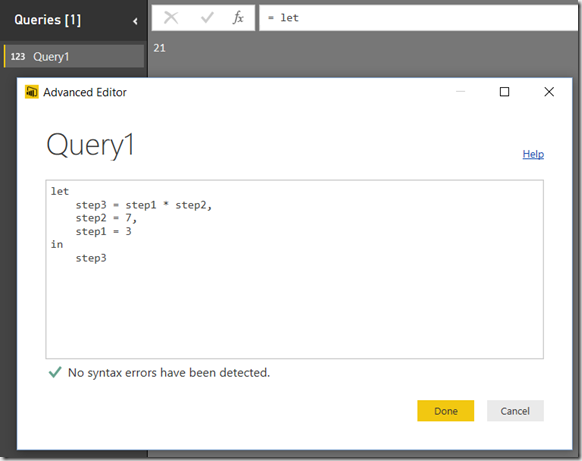 Queries [1]
fx
= let
123 Query1
21
Advanced Editor
Query1
Help
let
    step3 = step1 * step2,
    step2 = 7,
    step1 = 3
in
    step3
No syntax errors have been detected.
Done
Cancel